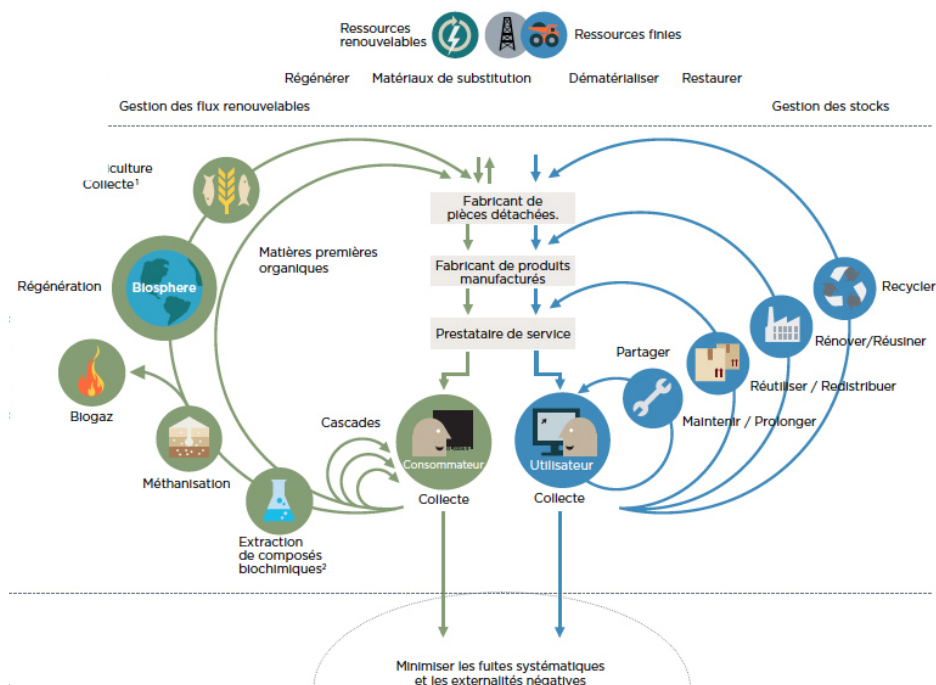 Ressources
renouvelables
Ressources finies
Régénérer
Matériaux de substitution
Dématérialiser
Restaurer
Gestion des flux renouvelables
Gestion des stocks
Collecte¹
Fabricant de
pièces détachées.
Matières premières
organiques
Fabricant de produits
manufacturés
Régénération
Biosphere
Recycler
Prestataire de service
Rénover/Réusiner
Partager
Réutiliser / Redistribuer
Biogaz
Maintenir / Prolonger
Cascades
Consommateur
Utilisateur
Méthanisation
Collecte
Collecte
Extraction
de composés
biochimiques²
Minimiser les fuites systématiques
et les externalités négatives